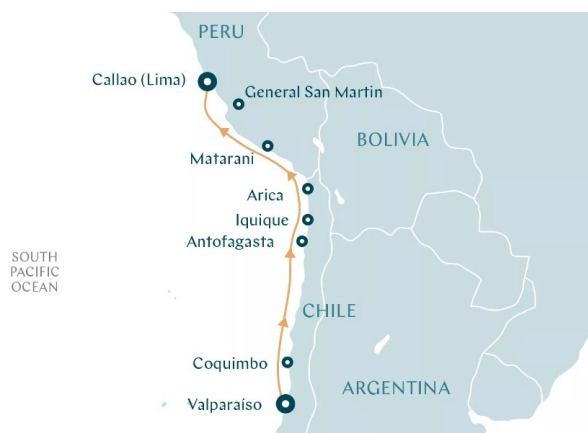 PERU
Callao (Lima)
General San Martin
BOLIVIA
Matarani
Arica
Iquique
Antofagasta
SOUTH
PACIFIC
OCEAN
CHILE
Coquimbo
ARGENTINA
Valparaíso